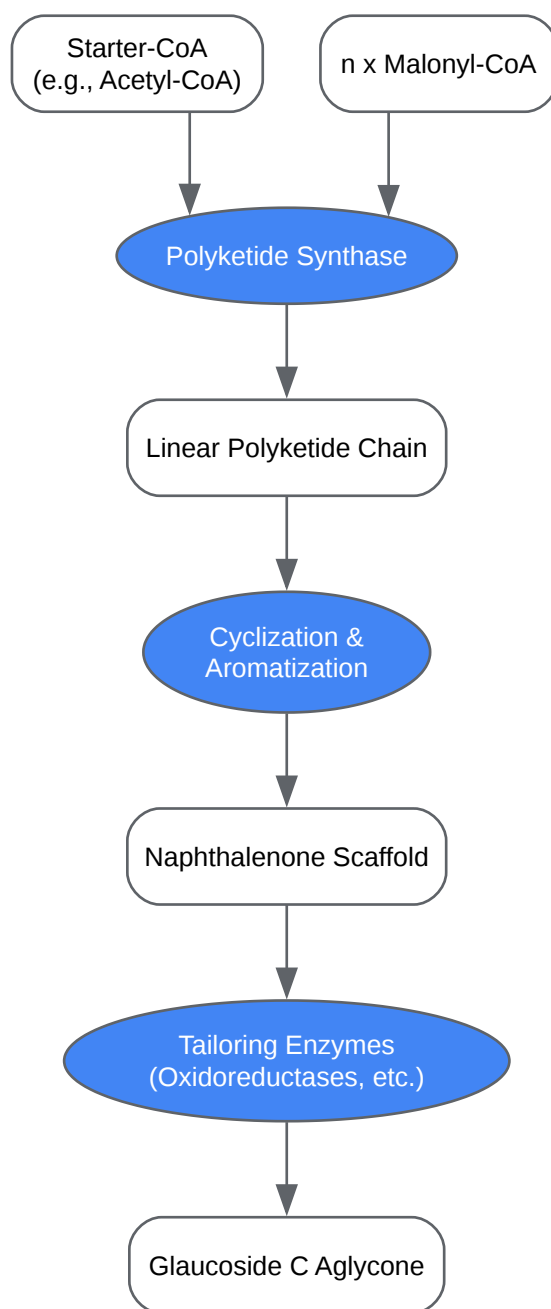 Starter-CoA
(e.g., Acetyl-CoA)
n x Malonyl-CoA
Polyketide Synthase
Linear Polyketide Chain
Cyclization &
Aromatization
Naphthalenone Scaffold
Tailoring Enzymes
(Oxidoreductases, etc.)
Glaucoside C Aglycone